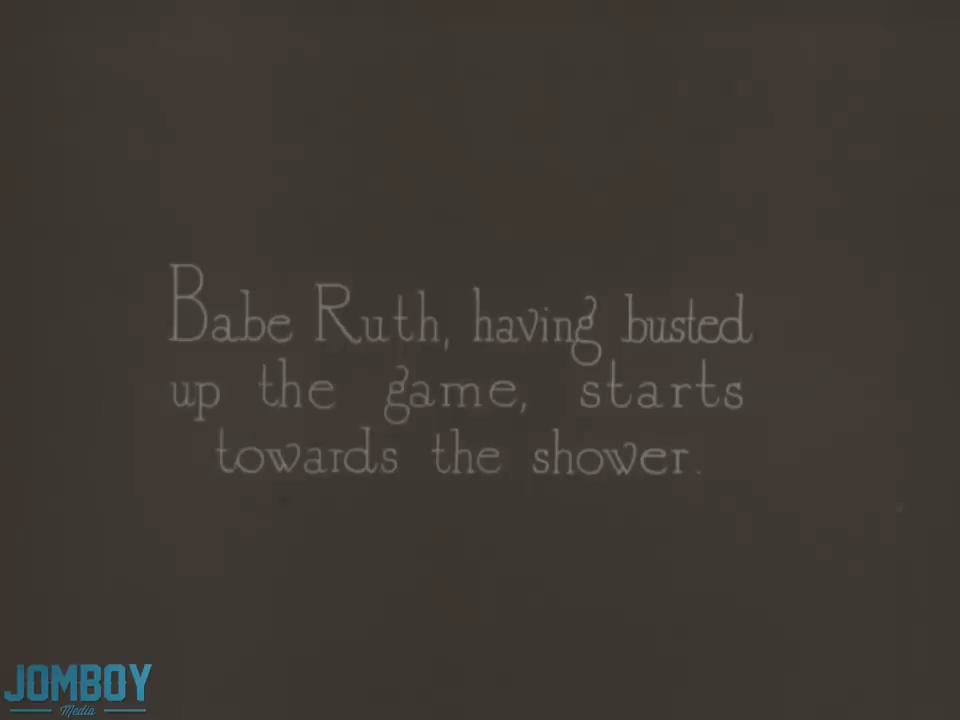 Babe Ruth, having busted
up the game, starts
towards the shower.
JOMBOY
Media